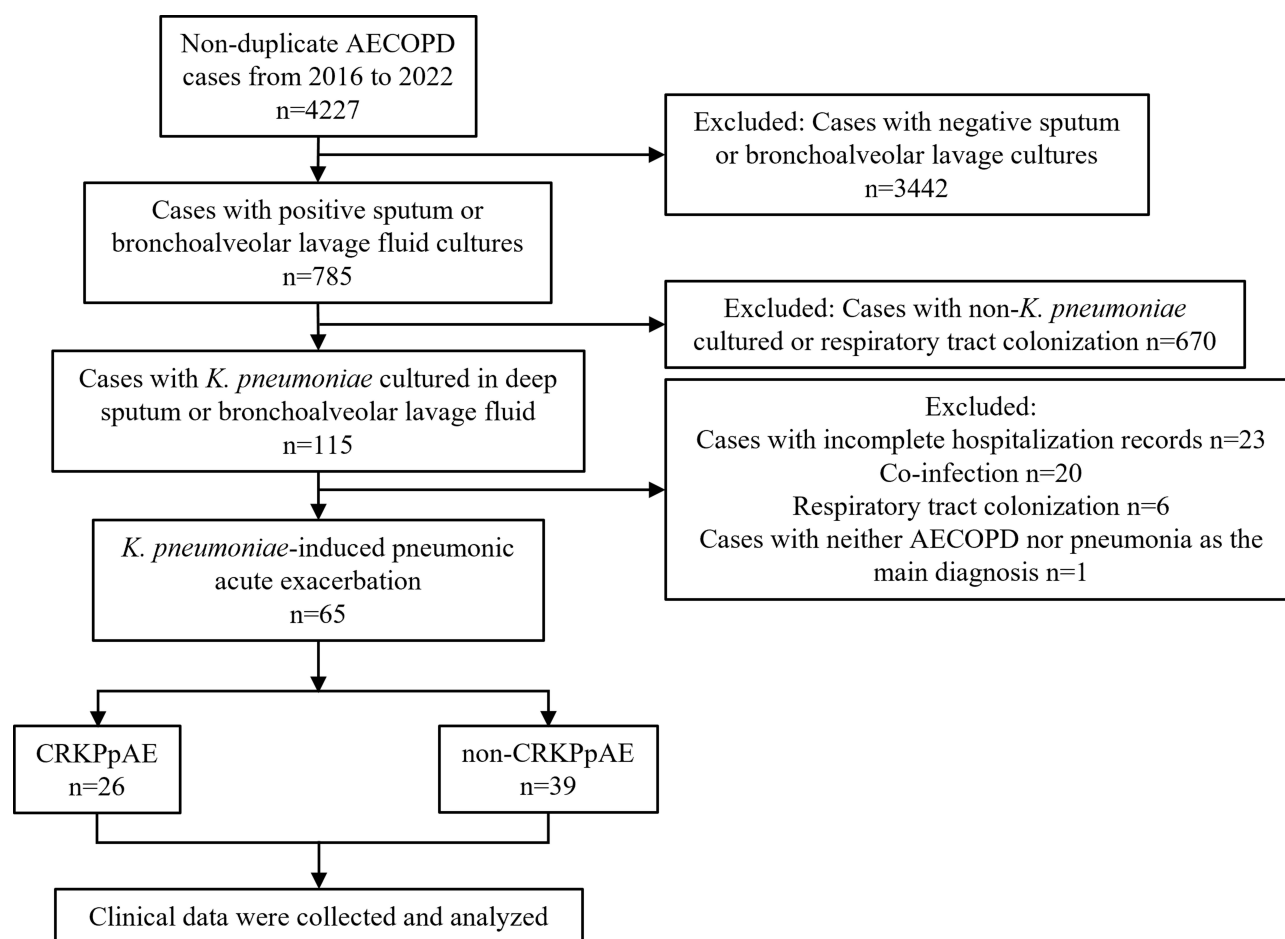 Non-duplicate AECOPD
cases from 2016 to 2022
n=4227
Excluded: Cases with negative sputum
or bronchoalveolar lavage cultures
n=3442
Cases with positive sputum or
bronchoalveolar lavage fluid cultures
n=785
Excluded: Cases with non-K. pneumoniae
cultured or respiratory tract colonization n=670
Cases with K. pneumoniae cultured in deep
sputum or bronchoalveolar lavage fluid
n=115
Excluded:
Cases with incomplete hospitalization records n=23
Co-infection n=20
Respiratory tract colonization n=6
Cases with neither AECOPD nor pneumonia as the
main diagnosis n=1
K. pneumoniae-induced pneumonic
acute exacerbation
n=65
CRKPpAE
n=26
non-CRKPpAE
n=39
Clinical data were collected and analyzed